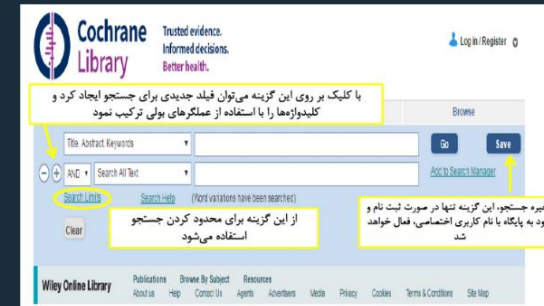 Cochrane Library
Trusted evidence.
Informed decisions.
Better health.
Log in / Register
با کلیک بر روی این گزینه می‌توان فیلد جدیدی برای جستجو ایجاد کرد و
کلیدواژه‌ها را با استفاده از عملگرهای بولی ترکیب نمود
Browse
Title, Abstract, Keywords
Go
Save
AND
Search All Text
Add to Search Manager
Search Limits
Search Help
(Word variations have been searched)
Clear
از این گزینه برای محدود کردن جستجو
استفاده می‌شود
جستجو، این گزینه تنها در صورت ثبت نام و
به پایگاه با نام کاربری اختصاصی، فعال خواهد
شد
Wiley Online Library
Publications Browse By Subject Resources
About us Help Contact Us Agents Advertisers Media Privacy Cookies Terms & Conditions Site Map